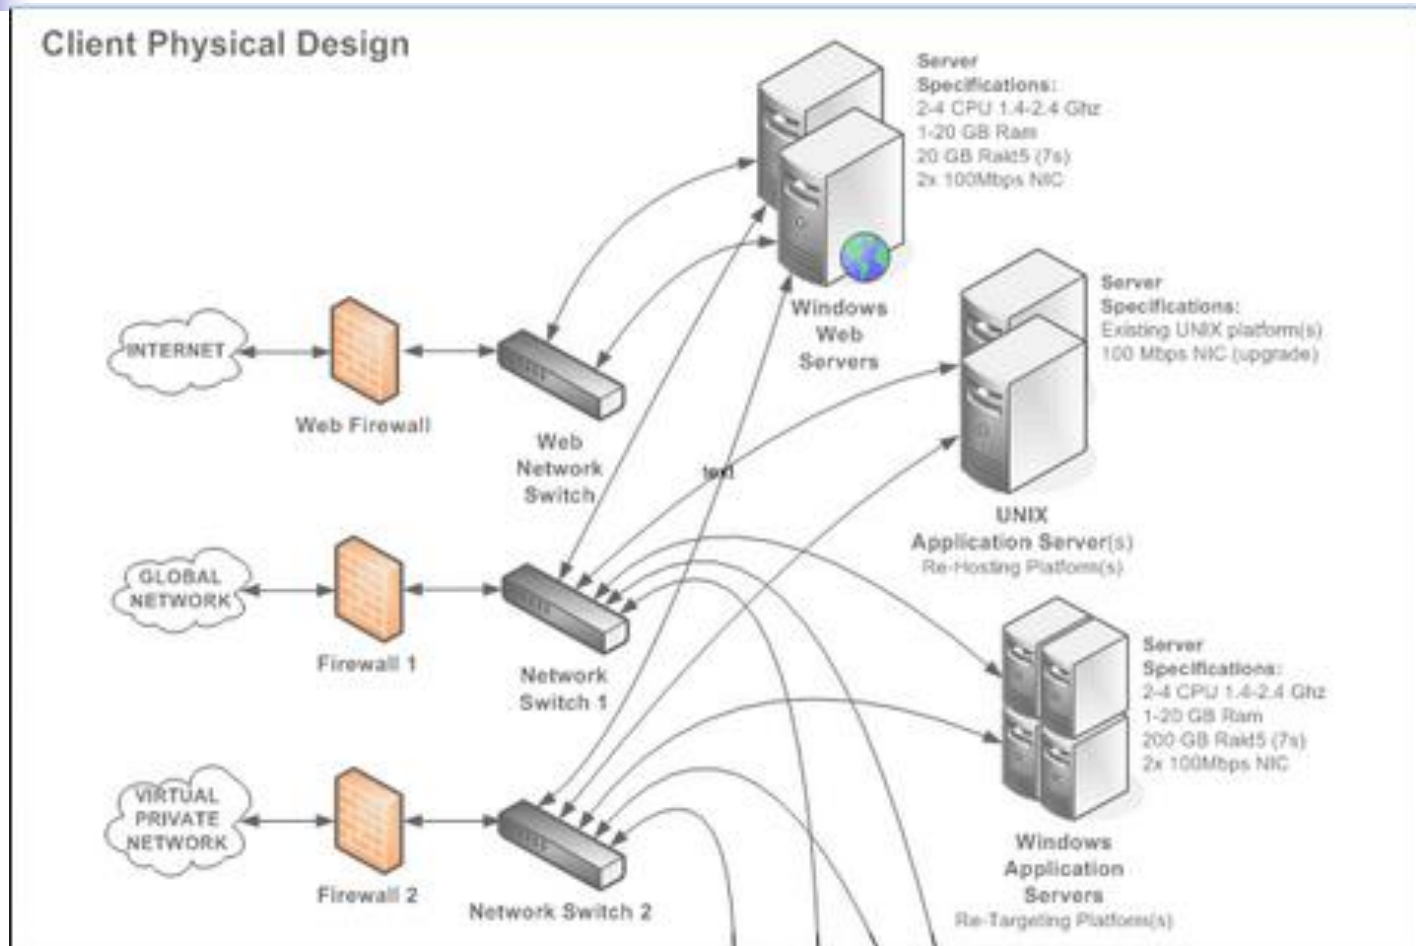 Client Physical Design
Server
Specifications:
2-4 CPU 1.4-2.4 Ghz
1-20 GB Ram
20 GB Raid5 (7s)
2x 100Mbps NIC
Windows
Web
Servers
Server
Specifications:
Existing UNIX platform(s)
100 Mbps NIC (upgrade)
INTERNET
Web Firewall
Web
Network
Switch
text
UNIX
Application Server(s)
Re-Hosting Platform(s)
GLOBAL
NETWORK
Firewall 1
Network
Switch 1
Server
Specifications:
2-4 CPU 1.4-2.4 Ghz
1-20 GB Ram
200 GB Raid5 (7s)
2x 100Mbps NIC
VIRTUAL
PRIVATE
NETWORK
Firewall 2
Network Switch 2
Windows
Application
Servers
Re-Targeting Platform(s)